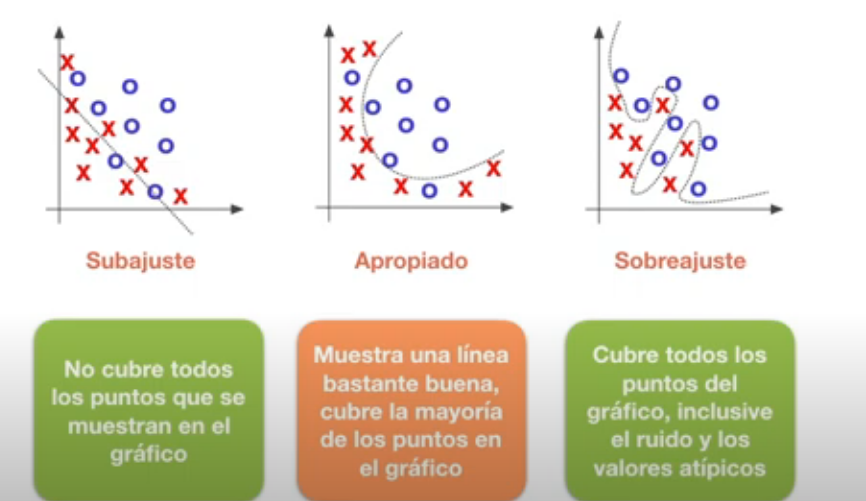 Subajuste
Apropiado
Sobreajuste
No cubre todos
los puntos que se
muestran en el
gráfico
Muestra una línea
bastante buena,
cubre la mayoría
de los puntos en
el gráfico
Cubre todos los
puntos del
gráfico, inclusive
el ruido y los
valores atípicos